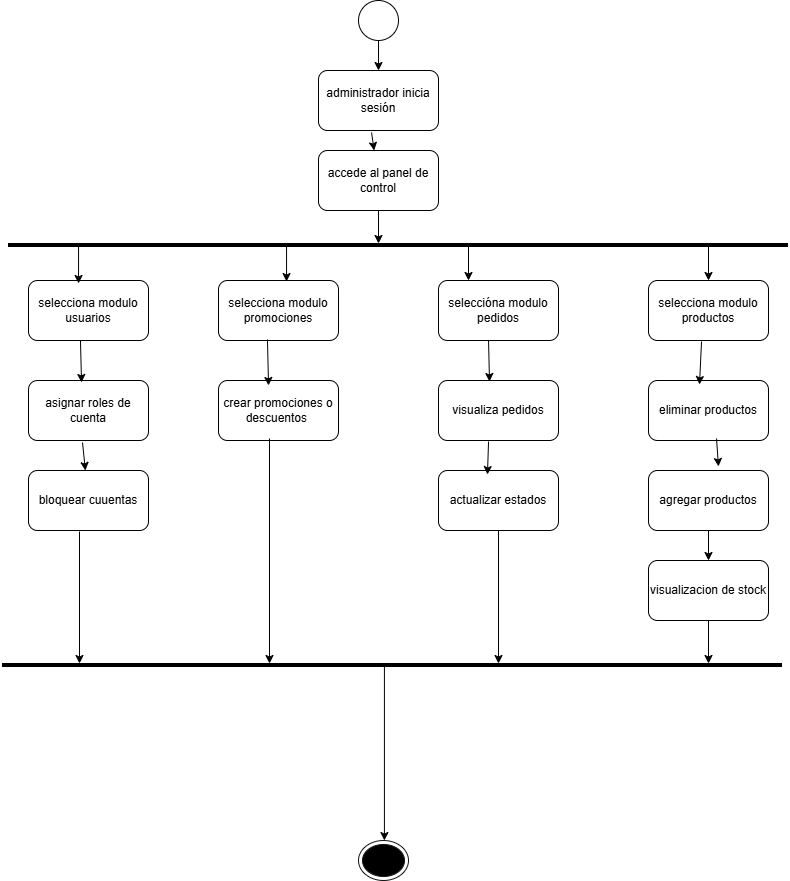 administrador inicia
sesión
accede al panel de
control
selecciona modulo
usuarios
selecciona modulo
promociones
seleccióna modulo
pedidos
selecciona modulo
productos
asignar roles de
cuenta
crear promociones o
descuentos
visualiza pedidos
eliminar productos
bloquear cuuentas
actualizar estados
agregar productos
visualizacion de stock